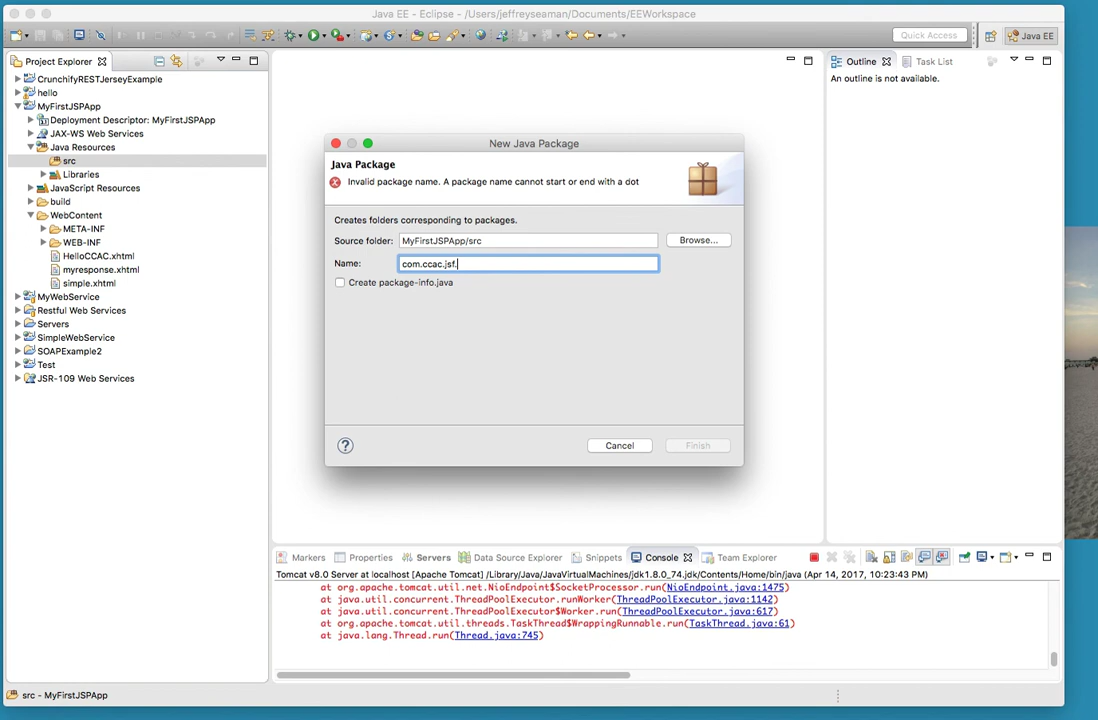 Java EE - Eclipse - /Users/jeffreyseaman/Documents/EEWorkspace
Quick Access
Java EE
Project Explorer
CrunchifyRESTJerseyExample
hello
MyFirstJSPApp
Deployment Descriptor: MyFirstJSPApp
JAX-WS Web Services
Java Resources
src
Libraries
JavaScript Resources
build
WebContent
META-INF
WEB-INF
HelloCCAC.xhtml
myresponse.xhtml
simple.xhtml
MyWebService
Restful Web Services
Servers
SimpleWebService
SOAPExample2
Test
JSR-109 Web Services
New Java Package
Java Package
Invalid package name. A package name cannot start or end with a dot
Creates folders corresponding to packages.
Source folder: MyFirstJSPApp/src Browse...
Name: com.ccac.jsf.
Create package-info.java
? Cancel Finish
Outline Task List
An outline is not available.
Markers Properties Servers Data Source Explorer Snippets Console Team Explorer
Tomcat v8.0 Server at localhost [Apache Tomcat] /Library/Java/JavaVirtualMachines/jdk1.8.0_74.jdk/Contents/Home/bin/java (Apr 14, 2017, 10:23:43 PM)
at org.apache.tomcat.util.net.NioEndpoint$SocketProcessor.run(NioEndpoint.java:1475)
at java.util.concurrent.ThreadPoolExecutor.runWorker(ThreadPoolExecutor.java:1142)
at java.util.concurrent.ThreadPoolExecutor$Worker.run(ThreadPoolExecutor.java:617)
at org.apache.tomcat.util.threads.TaskThread$WrappingRunnable.run(TaskThread.java:61)
at java.lang.Thread.run(Thread.java:745)
src - MyFirstJSPApp